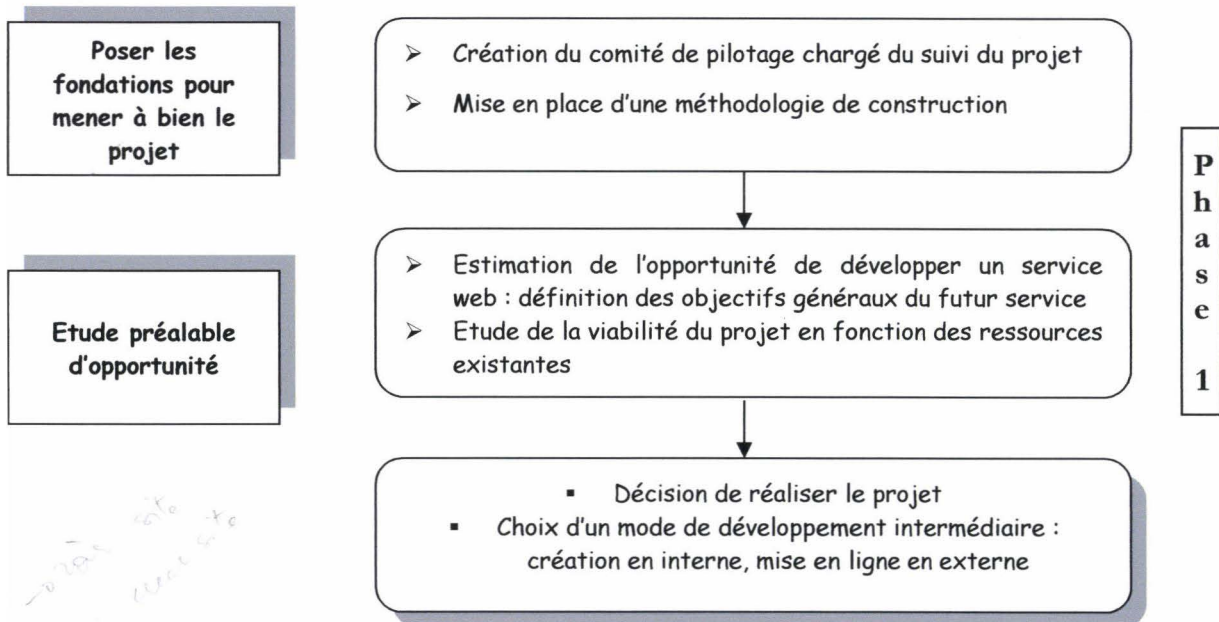 Poser les
fondations pour
mener à bien le
projet
➢ Création du comité de pilotage chargé du suivi du projet
➢ Mise en place d'une méthodologie de construction
Etude préalable
d'opportunité
➢ Estimation de l'opportunité de développer un service
web : définition des objectifs généraux du futur service
➢ Etude de la viabilité du projet en fonction des ressources
existantes
▪ Décision de réaliser le projet
▪ Choix d'un mode de développement intermédiaire :
création en interne, mise en ligne en externe
Phase 1